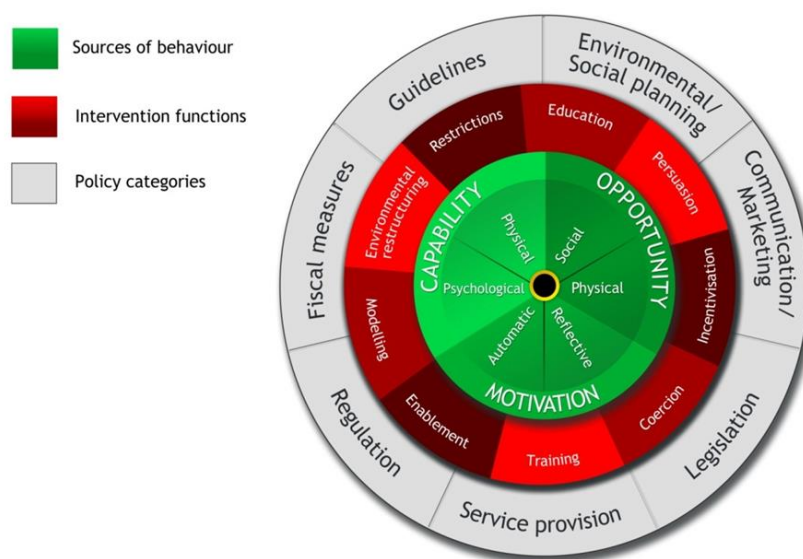 Sources of behaviour
Intervention functions
Policy categories
Guidelines
Environmental/
Social planning
Communication/
Marketing
Legislation
Service provision
Regulation
Fiscal measures
Restrictions
Education
Persuasion
Incentivisation
Coercion
Training
Enablement
Modelling
Environmental
restructuring
CAPABILITY
OPPORTUNITY
MOTIVATION
Physical
Social
Physical
Reflective
Automatic
Psychological